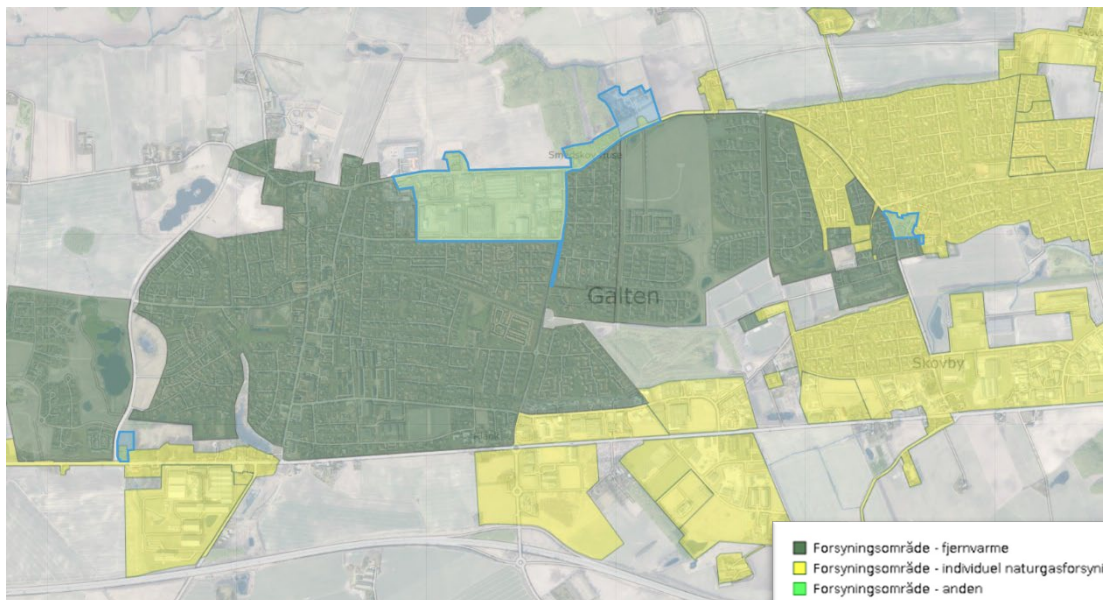 Galten
Skovby
Forsyningsområde - fjernvarme
Forsyningsområde - individuel naturgasforsyni
Forsyningsområde - anden